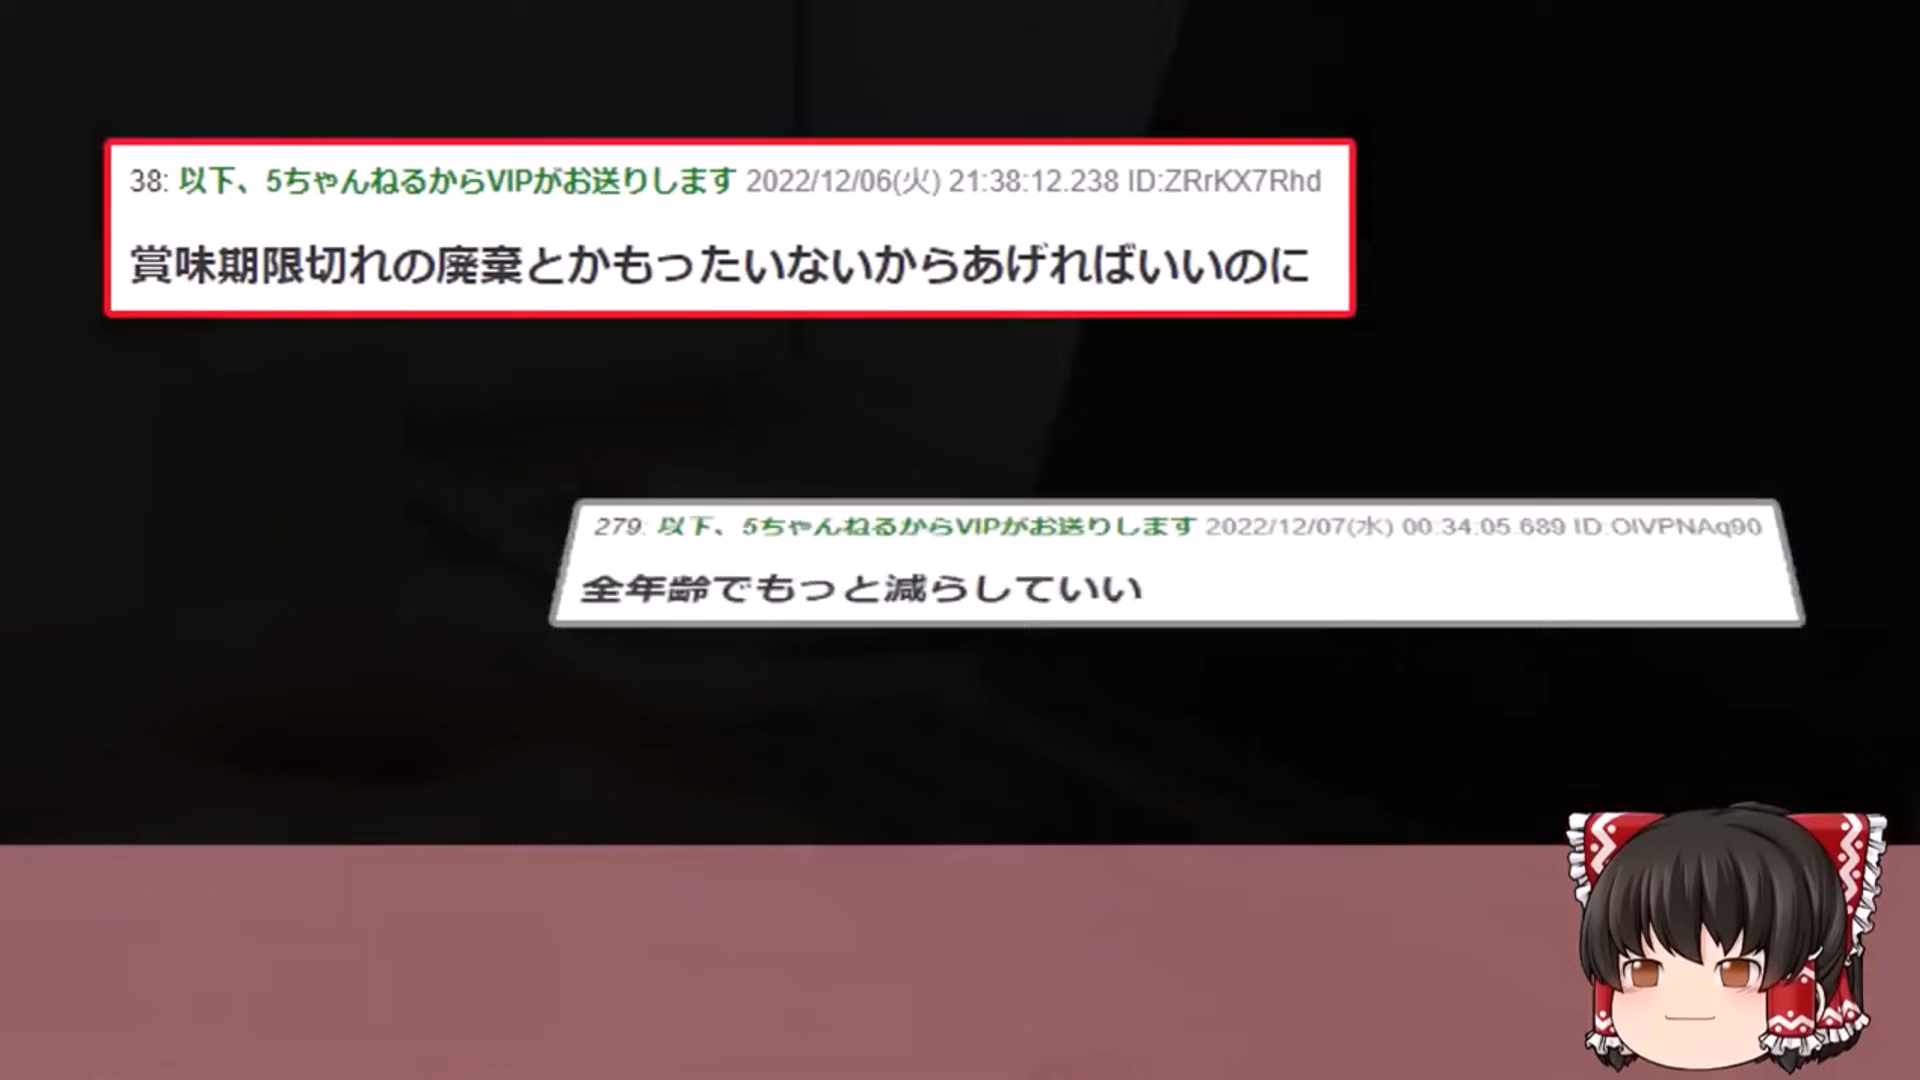 38: 以下、5ちゃんねるからVIPがお送りします 2022/12/06(火) 21:38:12.238 ID:ZRrKX7Rhd
賞味期限切れの廃棄とかもったいないからあげればいいのに
279: 以下、5ちゃんねるからVIPがお送りします 2022/12/07(水) 00:34:05.689 ID:OIVPNAq90
全年齢でもっと減らしていい